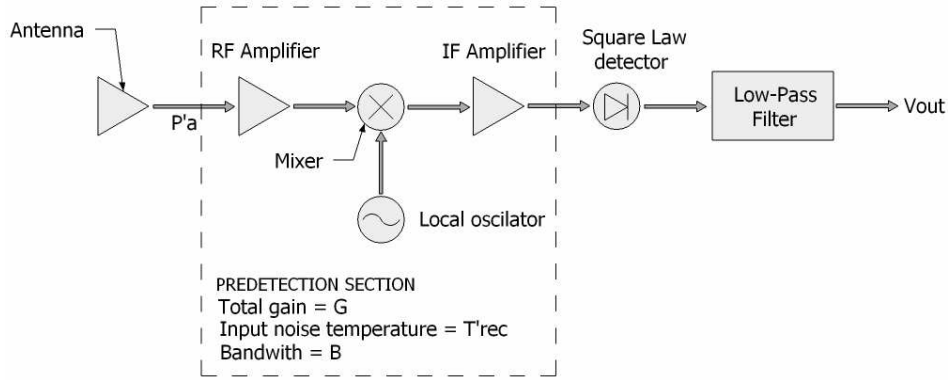 Antenna
RF Amplifier
IF Amplifier
Square Law
detector
P'a
Mixer
Low-Pass
Filter
Vout
Local oscilator
PREDETECTION SECTION
Total gain = G
Input noise temperature = T'rec
Bandwith = B